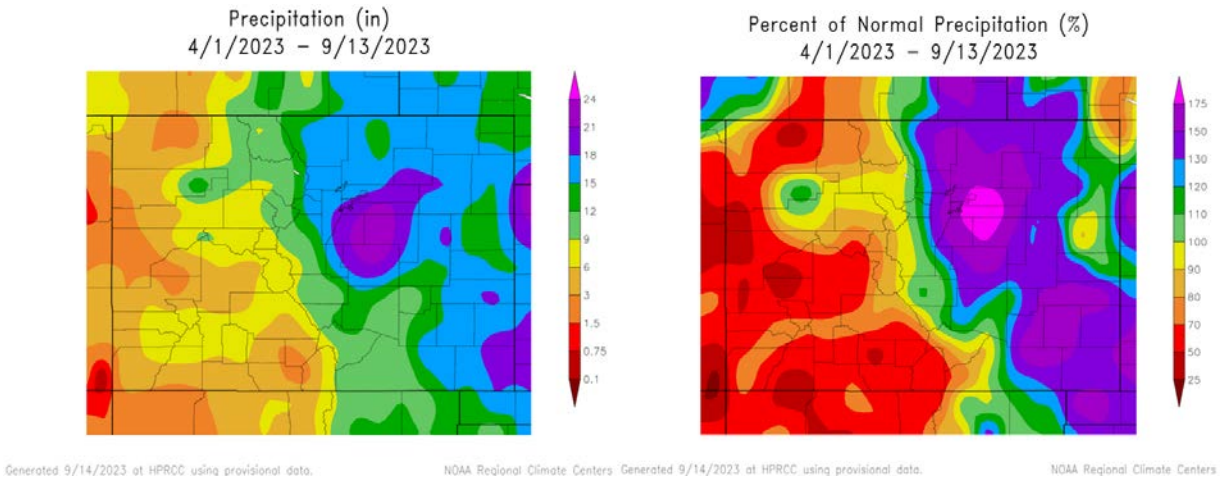 Precipitation (in)
4/1/2023 – 9/13/2023
24
21
18
15
12
9
6
3
1.5
0.75
0.1
Generated 9/14/2023 at HPRCC using provisional data.
NOAA Regional Climate Centers
Percent of Normal Precipitation (%)
4/1/2023 – 9/13/2023
175
150
130
120
110
100
90
80
70
50
25
Generated 9/14/2023 at HPRCC using provisional data.
NOAA Regional Climate Centers